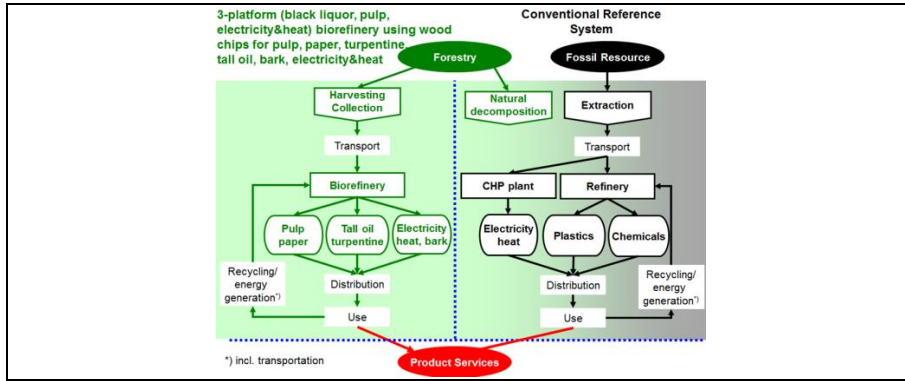 3-platform (black liquor, pulp,
electricity&heat) biorefinery using wood
chips for pulp, paper, turpentine,
tall oil, bark, electricity&heat
Conventional Reference
System
Forestry
Fossil Resource
Harvesting
Collection
Natural
decomposition
Extraction
Transport
Transport
Biorefinery
CHP plant
Refinery
Pulp
paper
Tall oil
turpentine
Electricity
heat, bark
Electricity
heat
Plastics
Chemicals
Recycling/
energy
generation*)
Distribution
Distribution
Recycling/
energy
generation*)
Use
Use
*) incl. transportation
Product Services